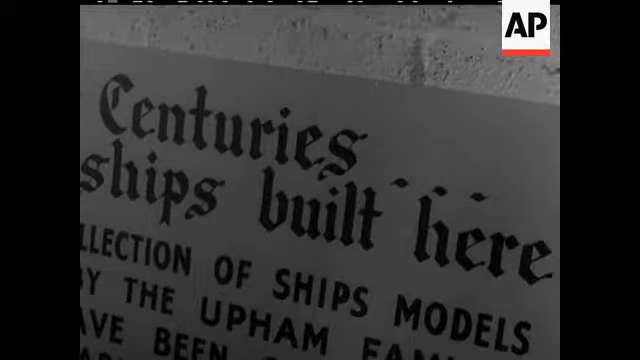 AP
Centuries
ships built here
LLECTION OF SHIPS MODELS
BY THE UPHAM
AVE BEEN